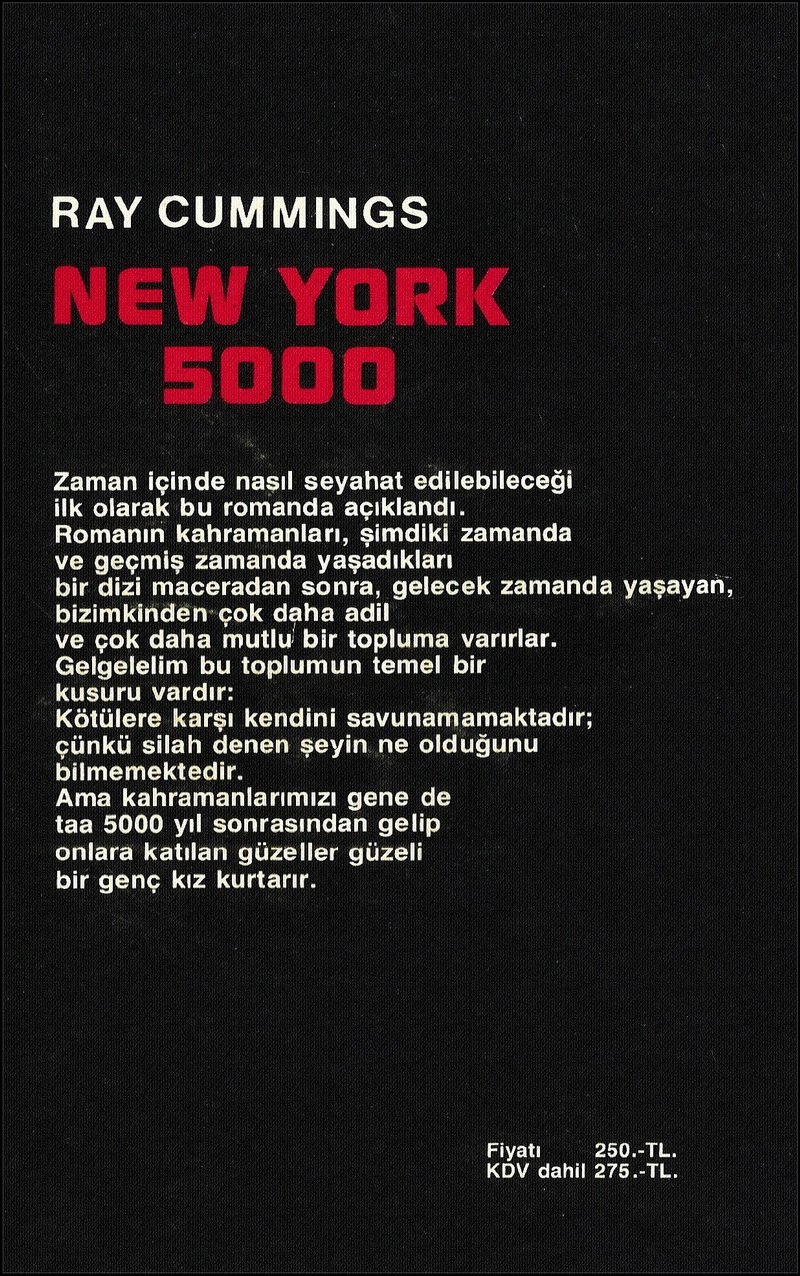 RAY CUMMINGS
NEW YORK
5000
Zaman içinde nasıl seyahat edilebileceği
ilk olarak bu romanda açıklandı.
Romanın kahramanları, şimdiki zamanda
ve geçmiş zamanda yaşadıkları
bir dizi maceradan sonra, gelecek zamanda yaşayan,
bizimkinden çok daha adil
ve çok daha mutlu bir topluma varırlar.
Gelgelelim bu toplumun temel bir
kusuru vardır:
Kötülere karşı kendini savunamamaktadır;
çünkü silah denen şeyin ne olduğunu
bilmemektedir.
Ama kahramanlarımızı gene de
taa 5000 yıl sonrasından gelip
onlara katılan güzeller güzeli
bir genç kız kurtarır.
Fiyatı 250.-TL.
KDV dahil 275.-TL.